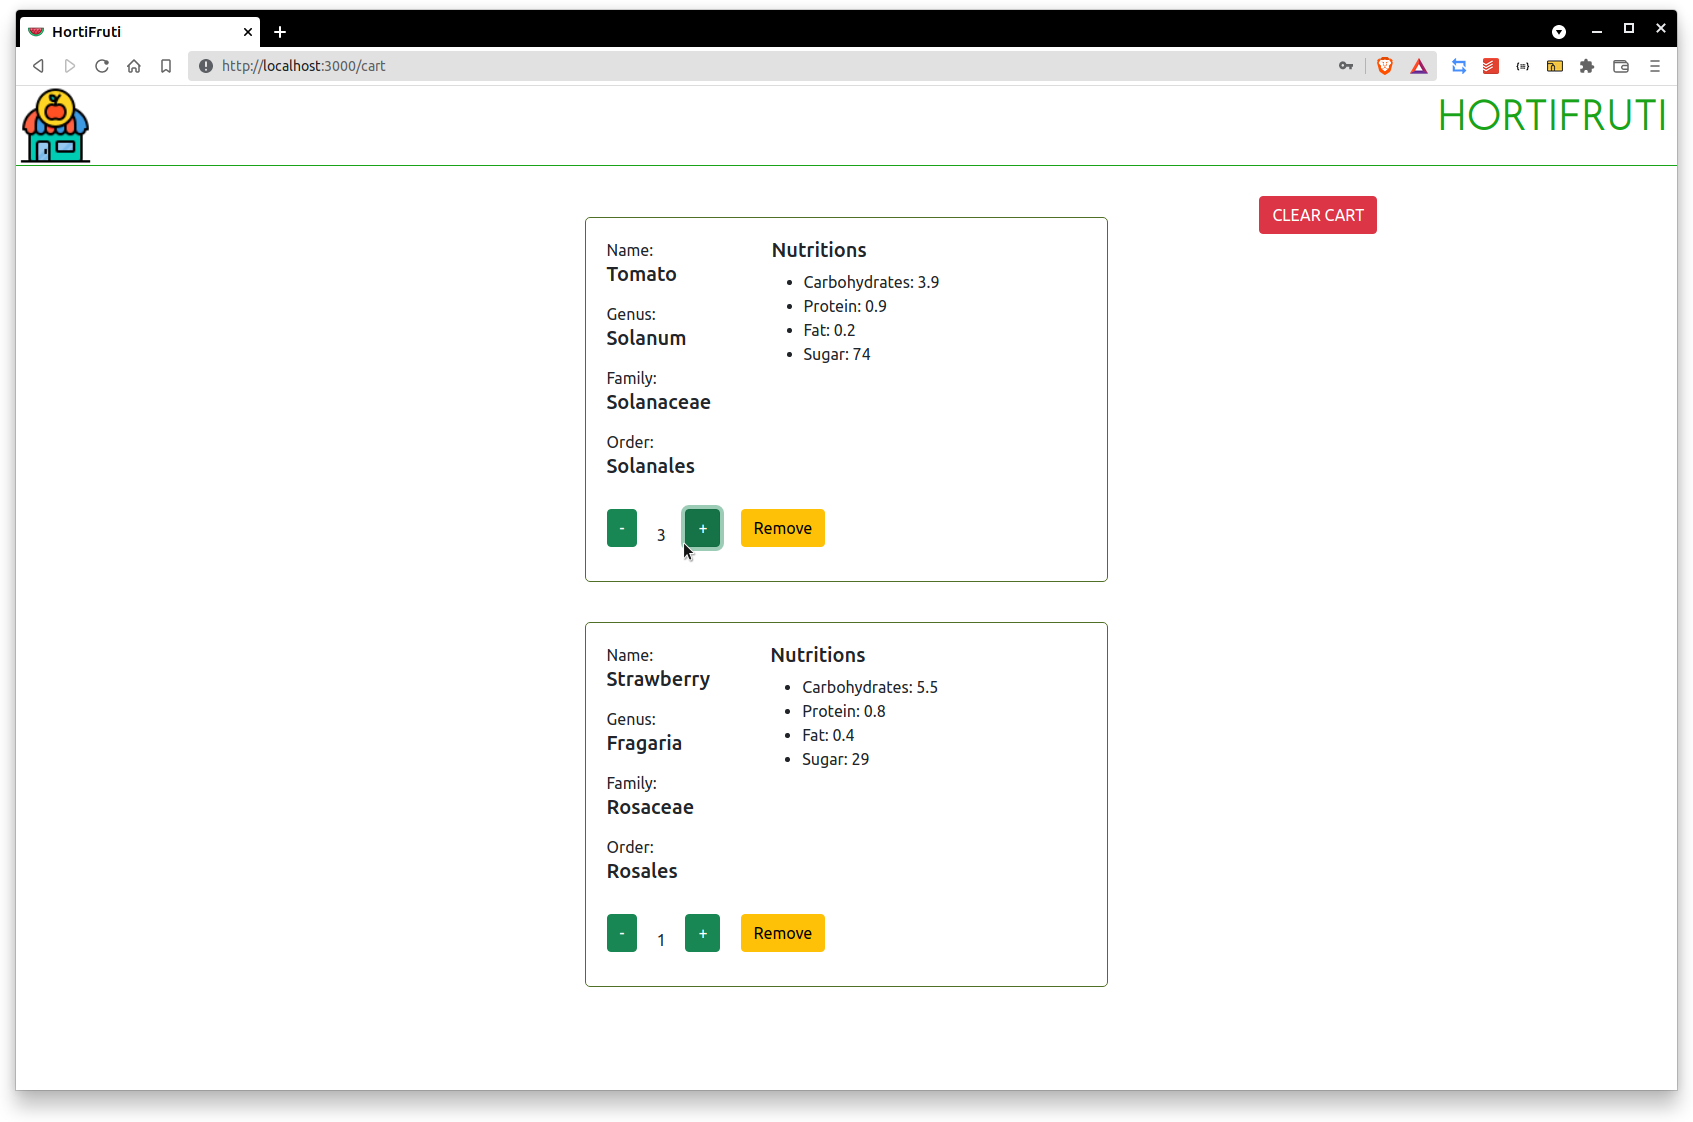 HortiFruti
http://localhost:3000/cart
HORTIFRUTI
CLEAR CART
Name:
Tomato
Genus:
Solanum
Family:
Solanaceae
Order:
Solanales
Nutritions
• Carbohydrates: 3.9
• Protein: 0.9
• Fat: 0.2
• Sugar: 74
- 3 + Remove
Name:
Strawberry
Genus:
Fragaria
Family:
Rosaceae
Order:
Rosales
Nutritions
• Carbohydrates: 5.5
• Protein: 0.8
• Fat: 0.4
• Sugar: 29
- 1 + Remove